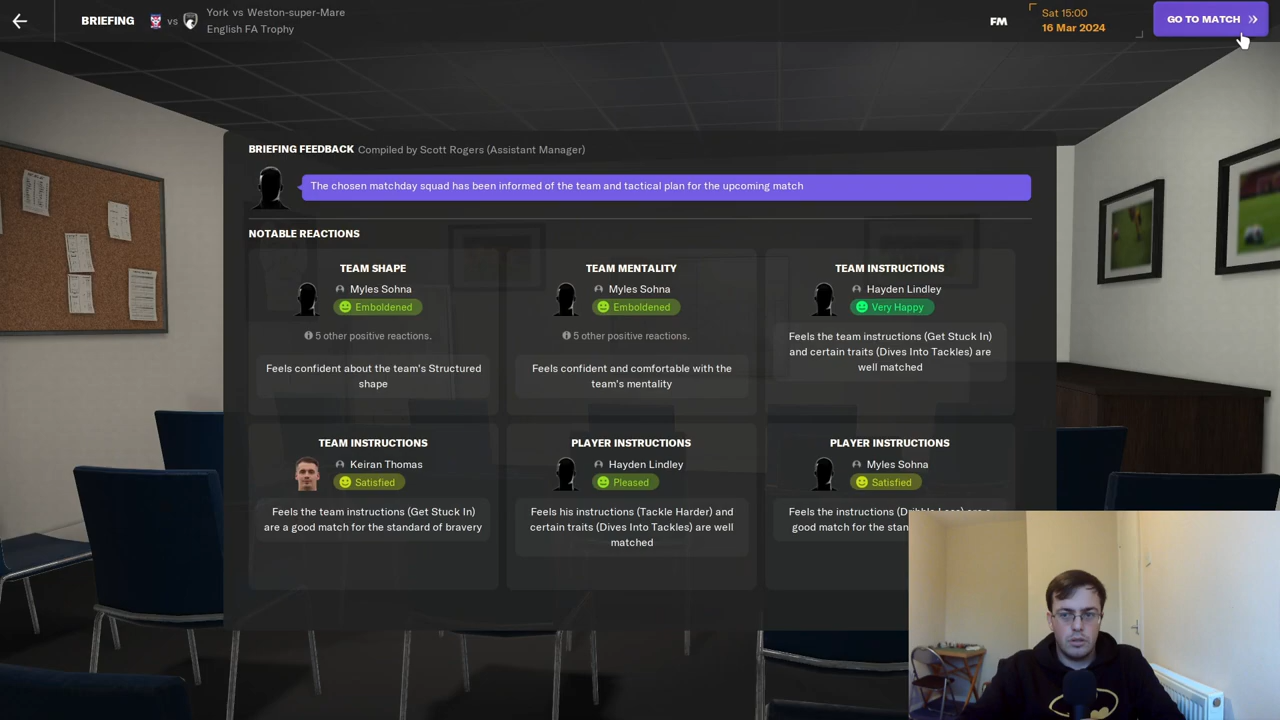 BRIEFING
vs
York vs Weston-super-Mare
English FA Trophy
FM
Sat 15:00
16 Mar 2024
GO TO MATCH
BRIEFING FEEDBACK Compiled by Scott Rogers (Assistant Manager)
The chosen matchday squad has been informed of the team and tactical plan for the upcoming match
NOTABLE REACTIONS
TEAM SHAPE
Myles Sohna
Emboldened
5 other positive reactions.
Feels confident about the team's Structured
shape
TEAM MENTALITY
Myles Sohna
Emboldened
5 other positive reactions.
Feels confident and comfortable with the
team's mentality
TEAM INSTRUCTIONS
Hayden Lindley
Very Happy
Feels the team instructions (Get Stuck In)
and certain traits (Dives Into Tackles) are
well matched
TEAM INSTRUCTIONS
Keiran Thomas
Satisfied
Feels the team instructions (Get Stuck In)
are a good match for the standard of bravery
PLAYER INSTRUCTIONS
Hayden Lindley
Pleased
Feels his instructions (Tackle Harder) and
certain traits (Dives Into Tackles) are well
matched
PLAYER INSTRUCTIONS
Myles Sohna
Satisfied
Feels the instructions
good match for the